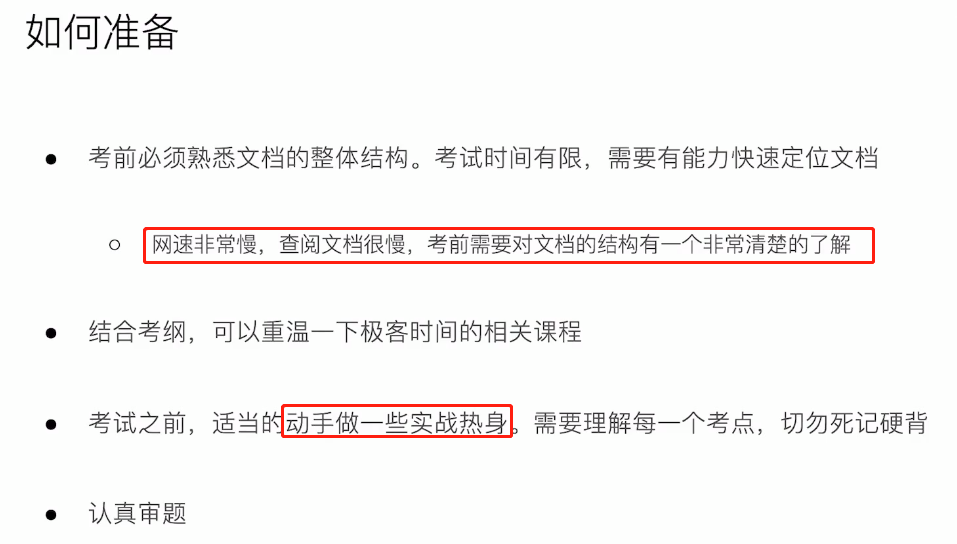 如何准备
● 考前必须熟悉文档的整体结构。考试时间有限，需要有能力快速定位文档
○ 网速非常慢，查阅文档很慢，考前需要对文档的结构有一个非常清楚的了解
● 结合考纲，可以重温一下极客时间的相关课程
● 考试之前，适当的动手做一些实战热身。需要理解每一个考点，切勿死记硬背
● 认真审题